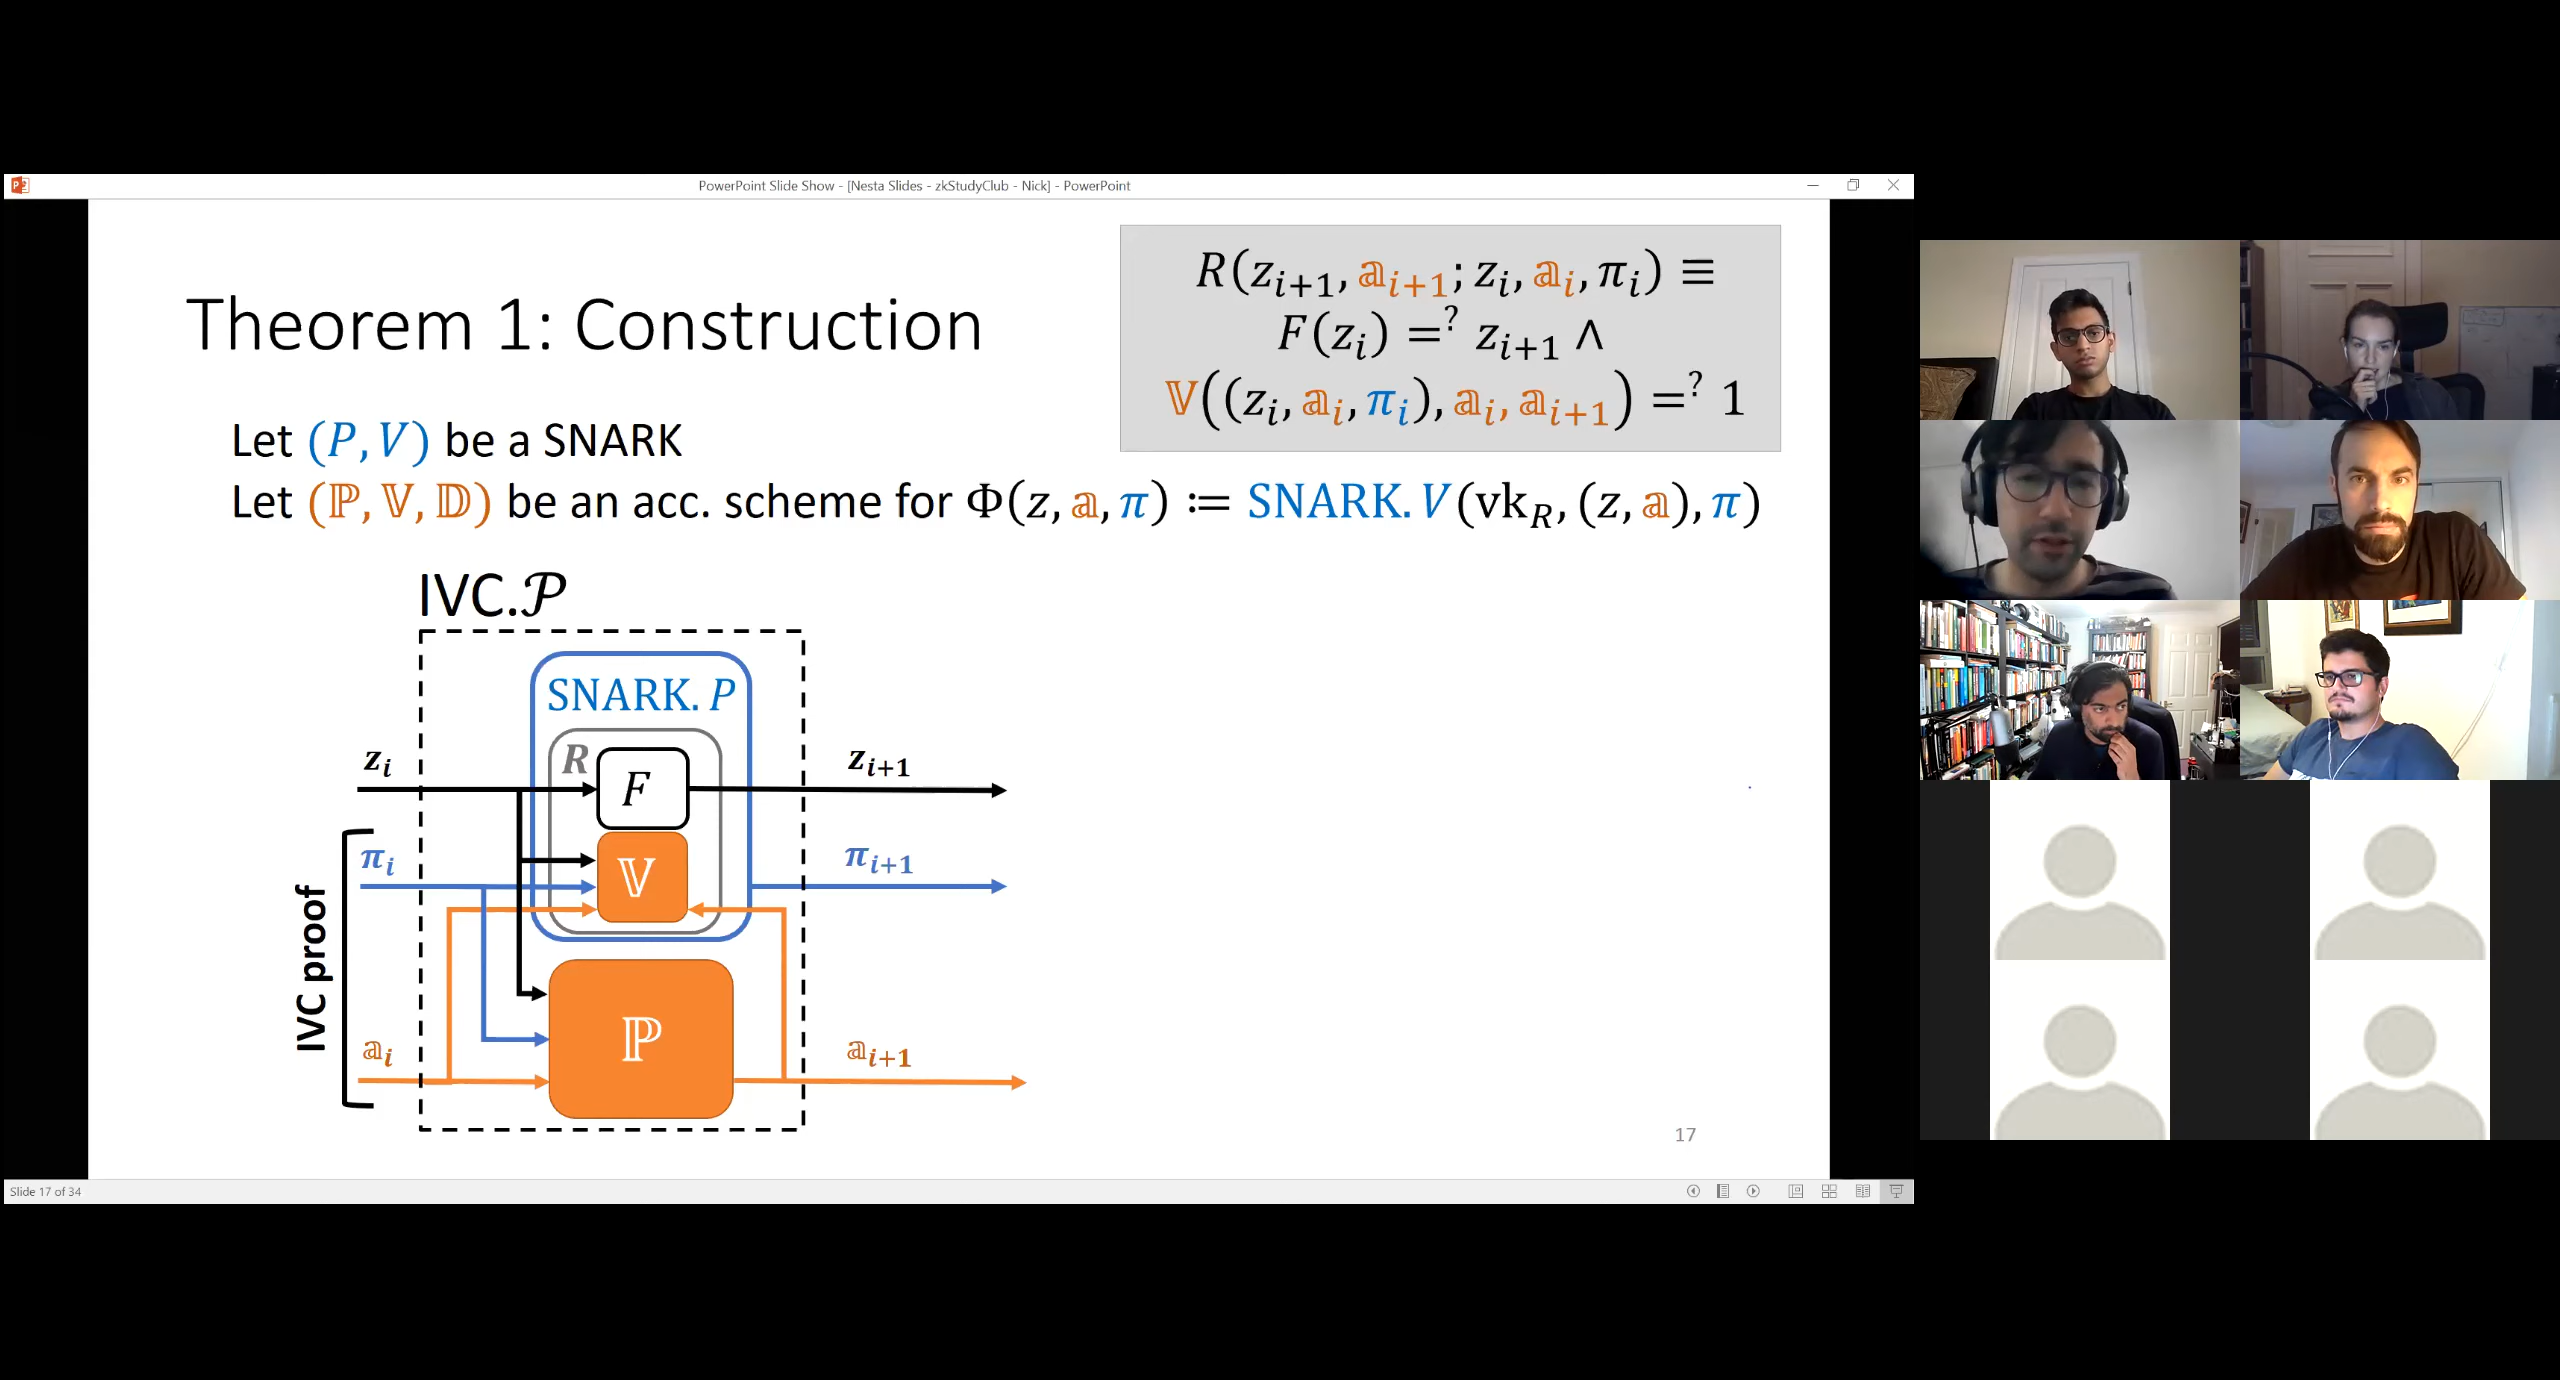 PowerPoint Slide Show - [Nesta Slides - zkStudyClub - Nick] - PowerPoint
R(z_{i+1}, 𝕒_{i+1}; z_i, 𝕒_i, π_i) ≡
F(z_i) =^? z_{i+1} ∧
𝕍((z_i, 𝕒_i, π_i), 𝕒_i, 𝕒_{i+1}) =^? 1
Theorem 1: Construction
Let (P, V) be a SNARK
Let (ℙ, 𝕍, 𝔻) be an acc. scheme for Φ(z, 𝕒, π) ≔ SNARK. V(vk_R, (z, 𝕒), π)
IVC.𝒫
SNARK. P
R
F
z_i
z_{i+1}
𝕍
π_i
π_{i+1}
IVC proof
ℙ
𝕒_i
𝕒_{i+1}
17
Slide 17 of 34